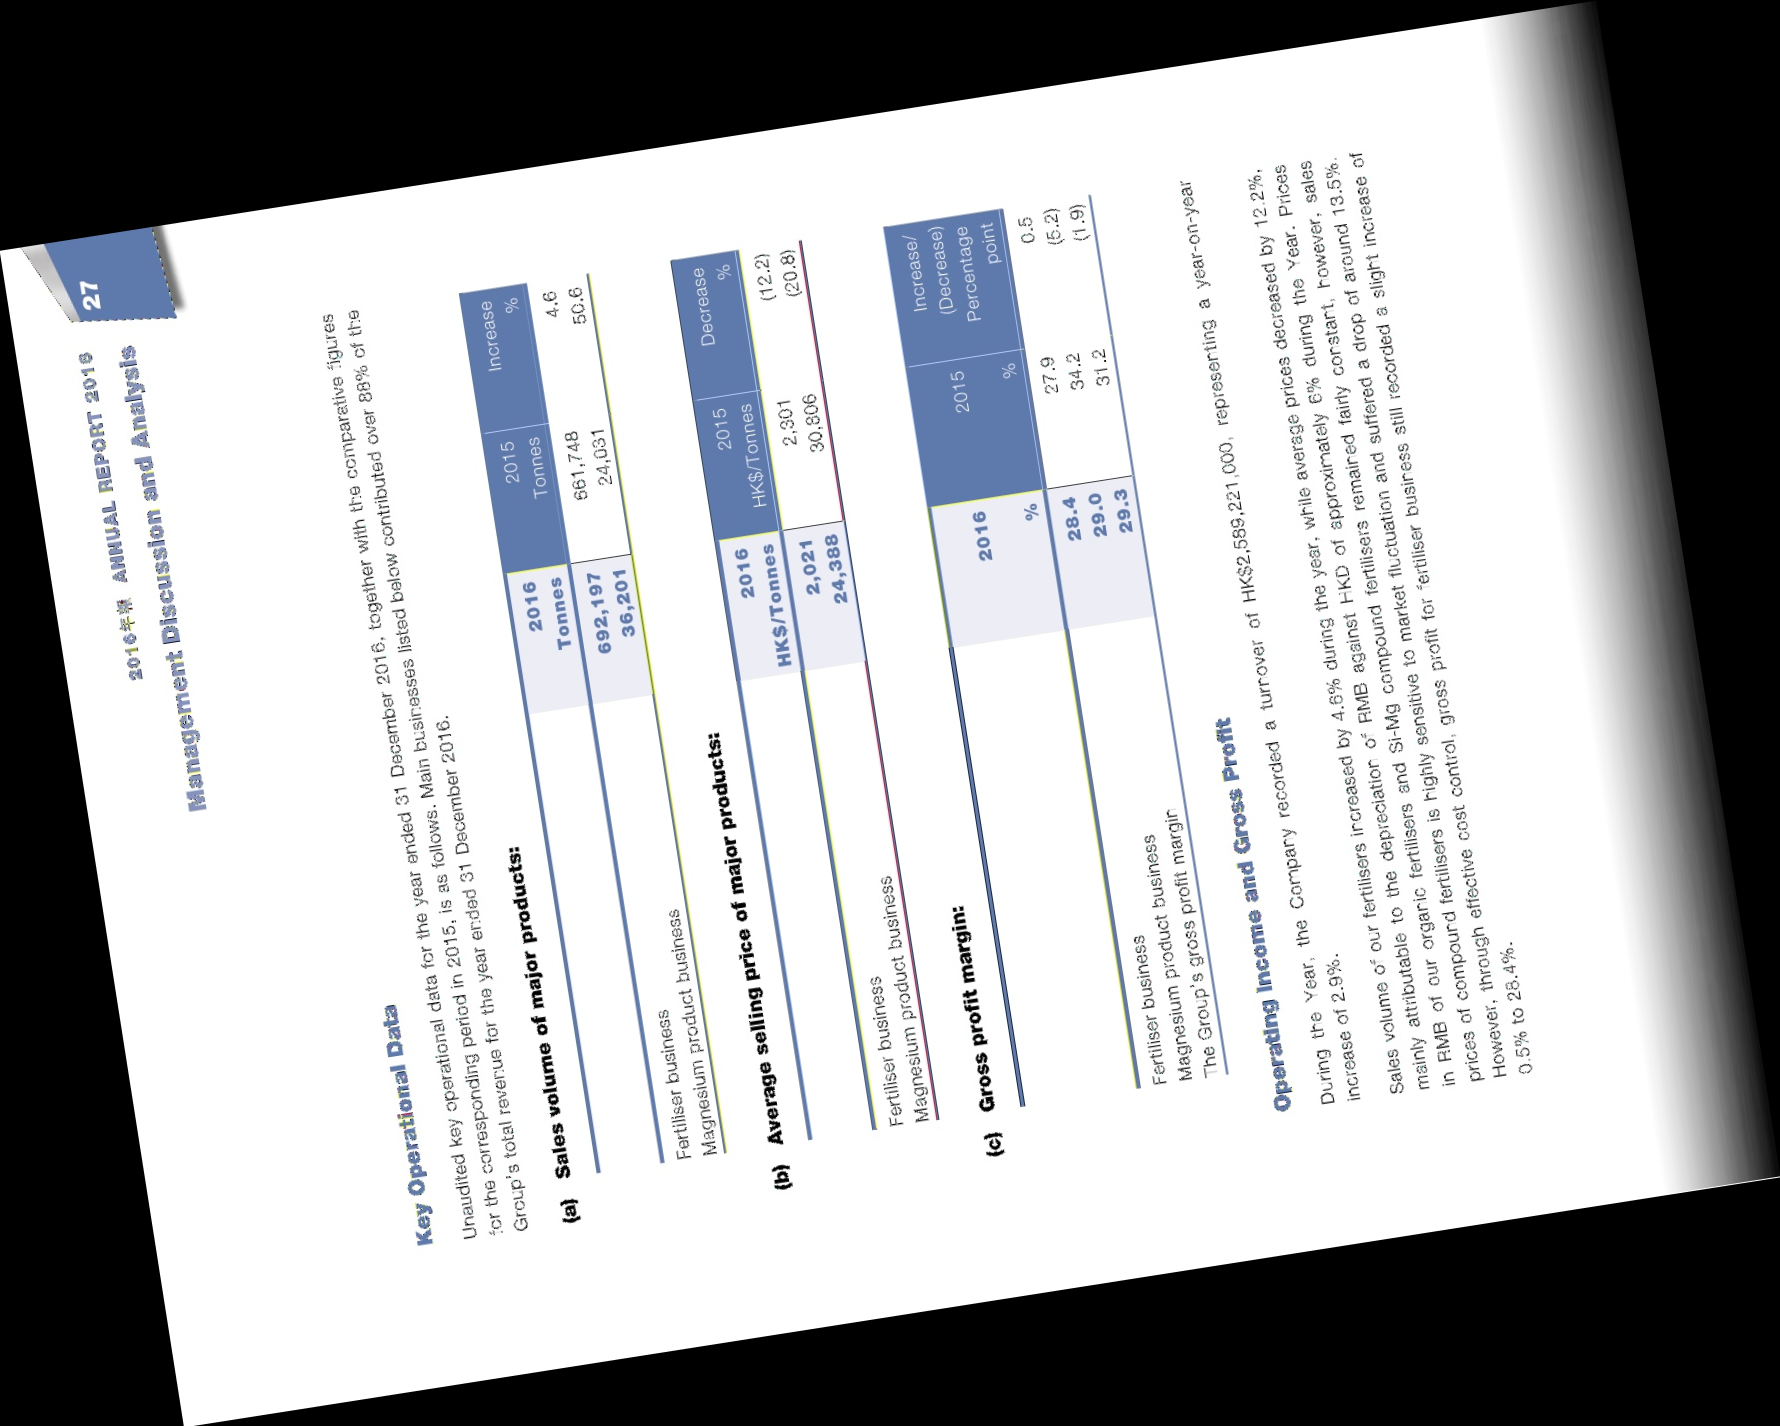 27
2016年報 ANNUAL REPORT 2016
Management Discussion and Analysis
Key Operational Data
Unaudited key operational data for the year ended 31 December 2016, together with the comparative figures
for the corresponding period in 2015, is as follows. Main businesses listed below contributed over 88% of the
Group's total revenue for the year ended 31 December 2016.
(a) Sales volume of major products:
2016 2015 Increase
Tonnes Tonnes %
Fertiliser business 692,197 661,748 4.6
Magnesium product business 36,201 24,031 50.6
(b) Average selling price of major products:
2016 2015 Decrease
HK$/Tonnes HK$/Tonnes %
Fertiliser business 2,021 2,301 (12.2)
Magnesium product business 24,388 30,806 (20.8)
(c) Gross profit margin:
Increase/
2016 2015 (Decrease)
Percentage
% % point
Fertiliser business 28.4 27.9 0.5
Magnesium product business 29.0 34.2 (5.2)
The Group's gross profit margin 29.3 31.2 (1.9)
Operating Income and Gross Profit
During the Year, the Company recorded a turnover of HK$2,589,221,000, representing a year-on-year
increase of 2.9%.
Sales volume of our fertilisers increased by 4.6% during the year, while average prices decreased by 12.2%,
mainly attributable to the depreciation of RMB against HKD of approximately 6% during the Year. Prices
in RMB of our organic fertilisers and Si-Mg compound fertilisers remained fairly constant, however, sales
prices of compound fertilisers is highly sensitive to market fluctuation and suffered a drop of around 13.5%.
However, through effective cost control, gross profit for fertiliser business still recorded a slight increase of
0.5% to 28.4%.